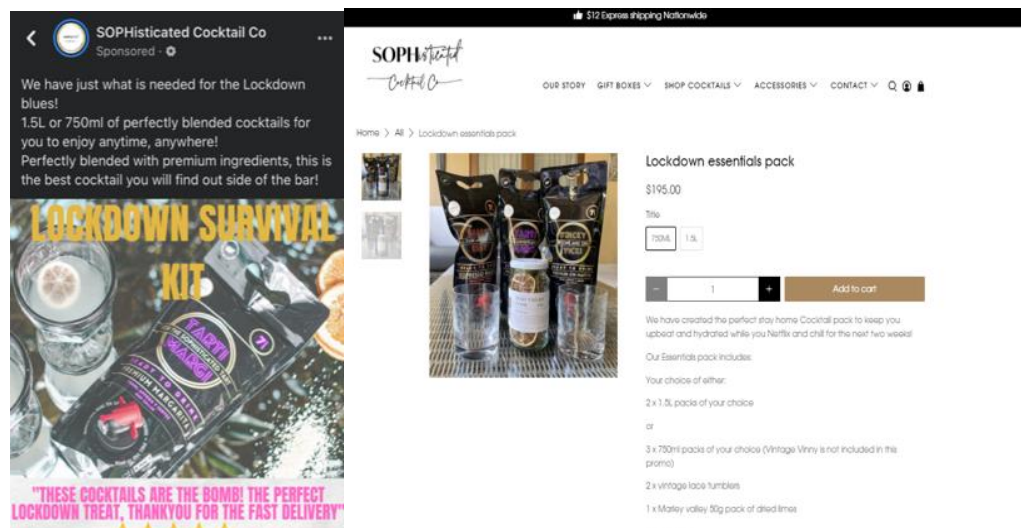 SOPHisticated Cocktail Co
Sponsored ·
We have just what is needed for the Lockdown
blues!
1.5L or 750ml of perfectly blended cocktails for
you to enjoy anytime, anywhere!
Perfectly blended with premium ingredients, this is
the best cocktail you will find out side of the bar!
LOCKDOWN SURVIVAL
KIT
TARTI
MARGI
READY TO DRINK
PREMIUM MARGARITA
71
"THESE COCKTAILS ARE THE BOMB! THE PERFECT
LOCKDOWN TREAT, THANKYOU FOR THE FAST DELIVERY"
$12 Express shipping Nationwide
SOPHisticated
Cocktail Co
OUR STORY GIFT BOXES SHOP COCKTAILS ACCESSORIES CONTACT
Home > All > Lockdown essentials pack
Lockdown essentials pack
$195.00
Title
750ML 1.5L
− 1 + Add to cart
We have created the perfect stay home Cocktail pack to keep you
upbeat and hydrated while you Netflix and chill for the next two weeks!
Our Essentials pack includes:
Your choice of either:
2 x 1.5L packs of your choice
or
3 x 750ml packs of your choice (Vintage Vinny is not included in this
promo)
2 x vintage lace tumblers
1 x Marley valley 50g pack of dried limes